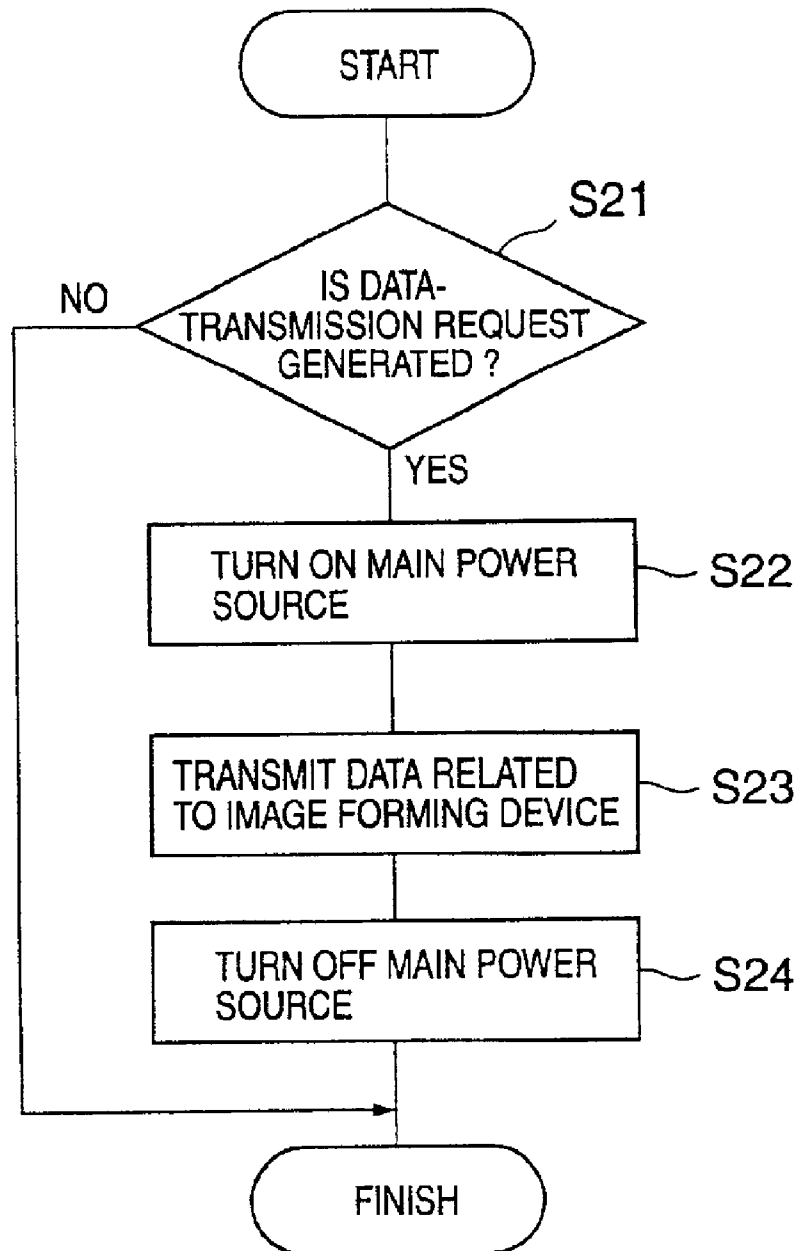 START
S21
IS DATA-
TRANSMISSION REQUEST
GENERATED ?
NO
YES
TURN ON MAIN POWER
SOURCE
S22
TRANSMIT DATA RELATED
TO IMAGE FORMING DEVICE
S23
TURN OFF MAIN POWER
SOURCE
S24
FINISH